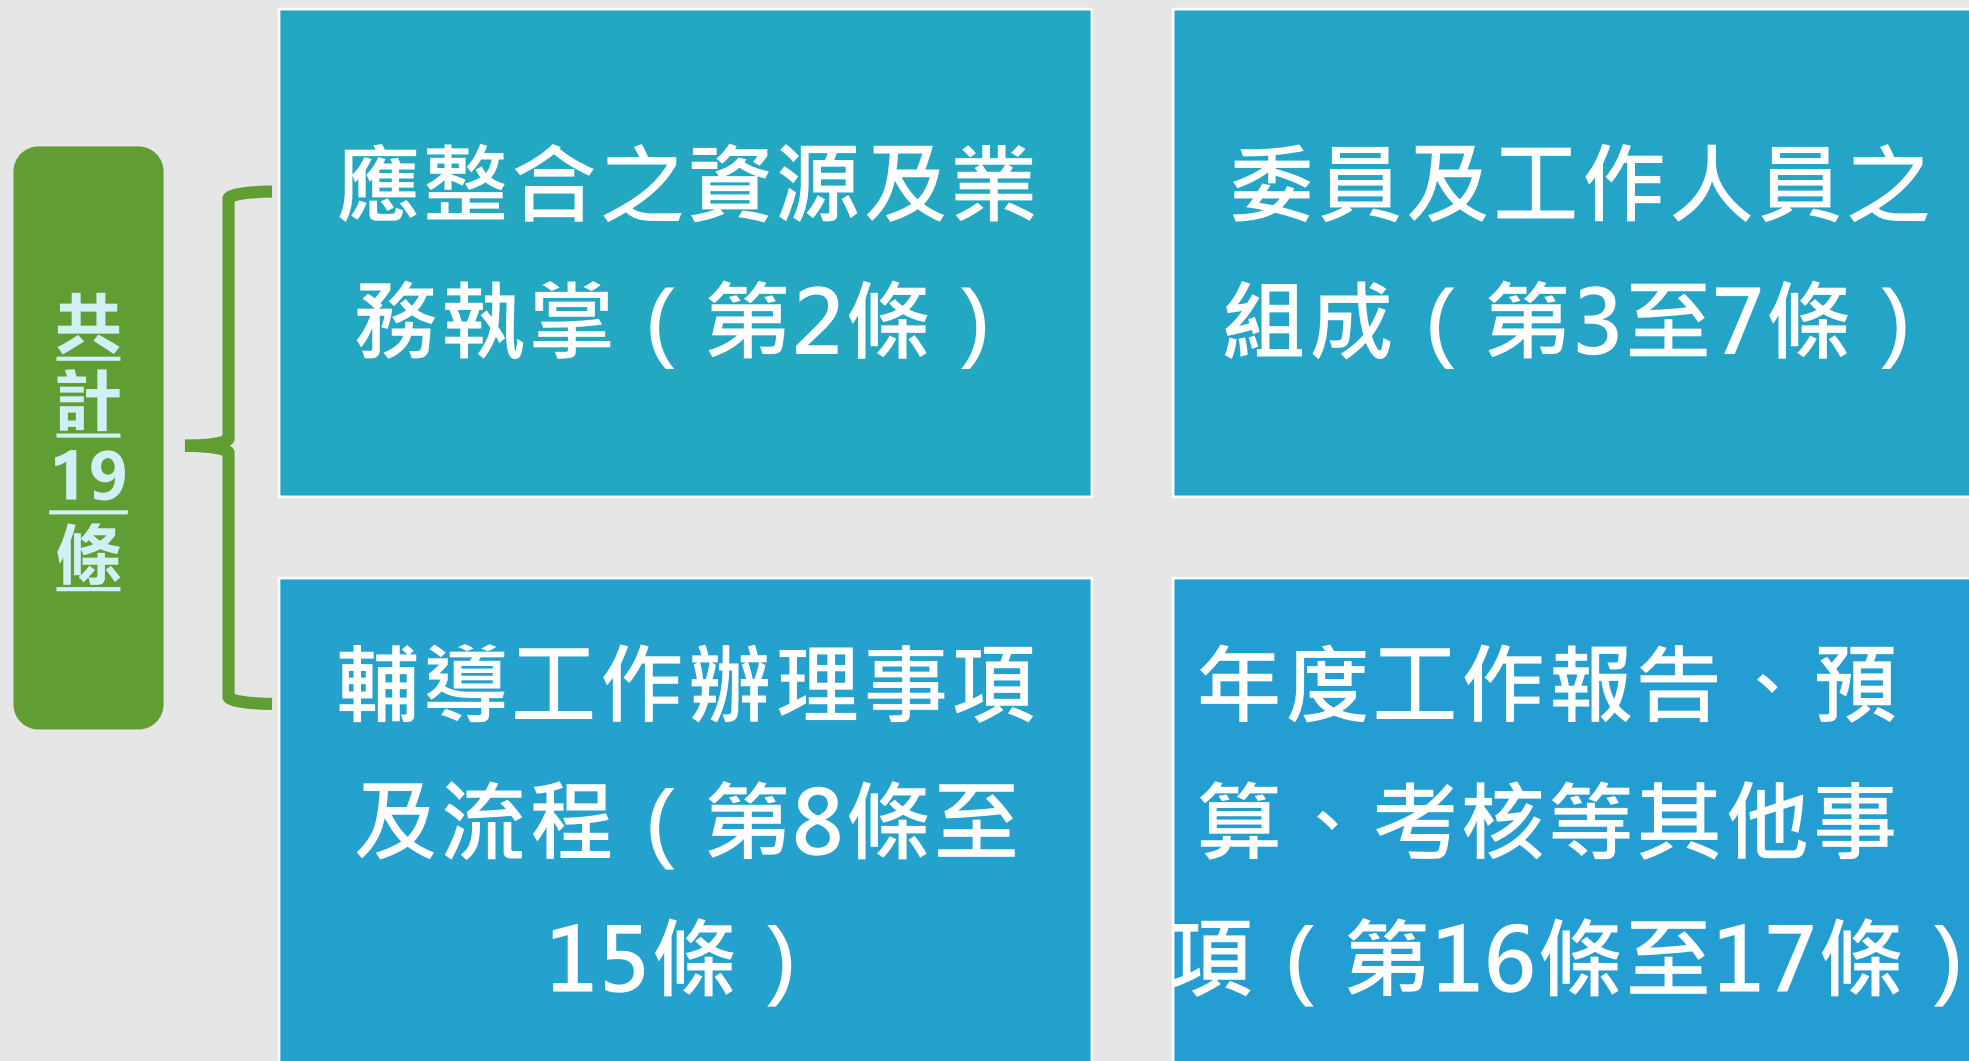 共計19條
應整合之資源及業
務執掌（第2條）
委員及工作人員之
組成（第3至7條）
輔導工作辦理事項
及流程（第8條至
15條）
年度工作報告、預
算、考核等其他事
項（第16條至17條）